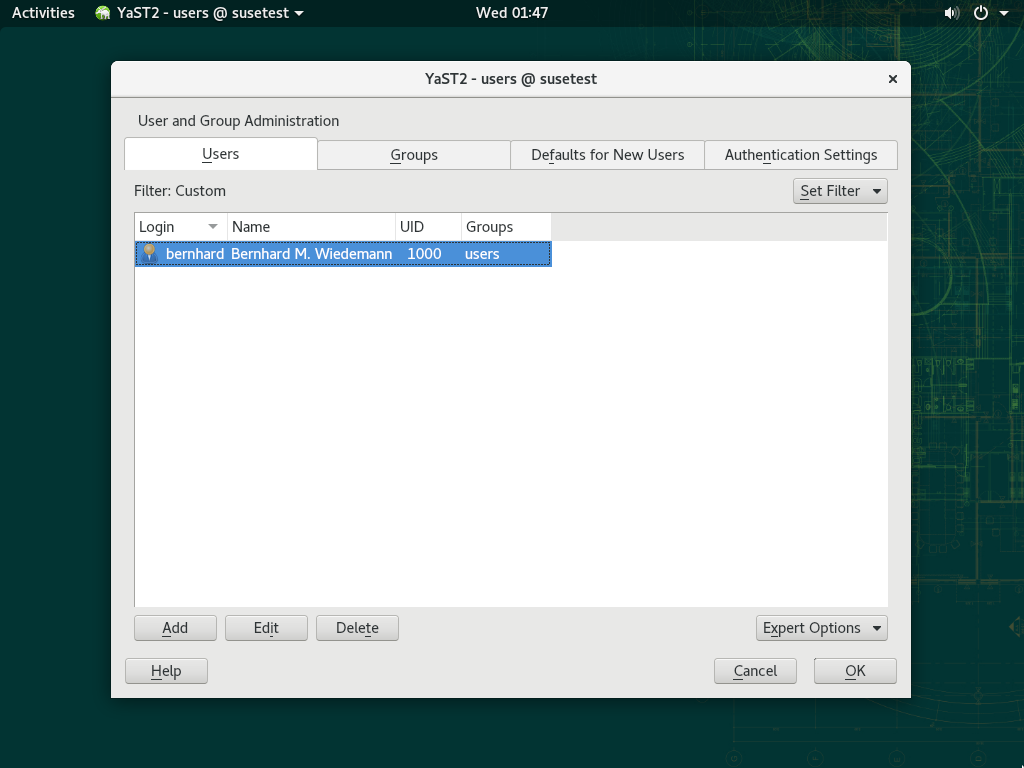 Activities YaST2 - users @ susetest Wed 01:47
YaST2 - users @ susetest
User and Group Administration
Users Groups Defaults for New Users Authentication Settings
Filter: Custom Set Filter
Login Name UID Groups
bernhard Bernhard M. Wiedemann 1000 users
Add Edit Delete Expert Options
Help Cancel OK